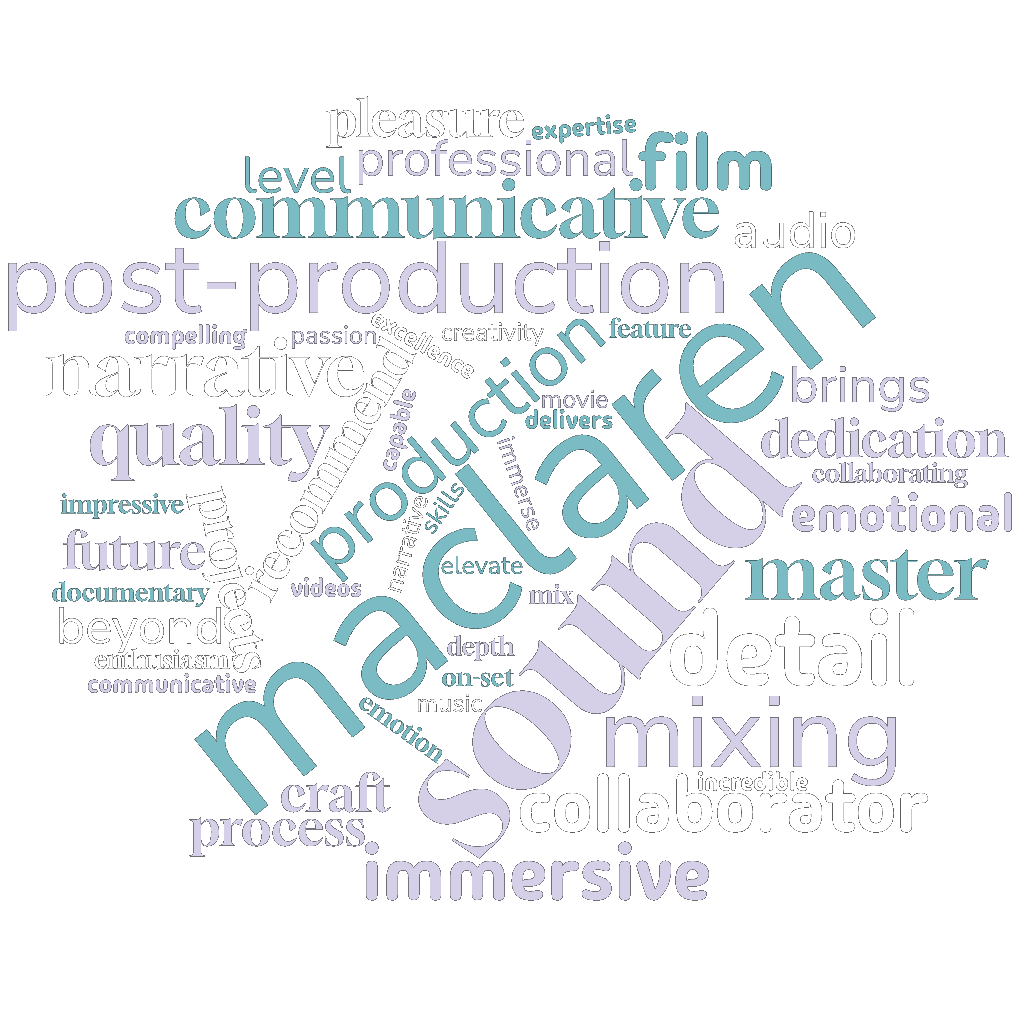 pleasure
expertise
professional
film
level
communicative
audio
post-production
maclaren
compelling
passion
excellence
creativity
production
feature
narrative
recommend
movie
brings
capable
delivers
quality
sound
dedication
immerse
collaborating
impressive
projects
skills
narrative
emotional
future
elevate
master
documentary
videos
mix
beyond
detail
enthusiasm
depth
communicative
on-set
music
emotion
mixing
craft
incredible
collaborator
process
immersive